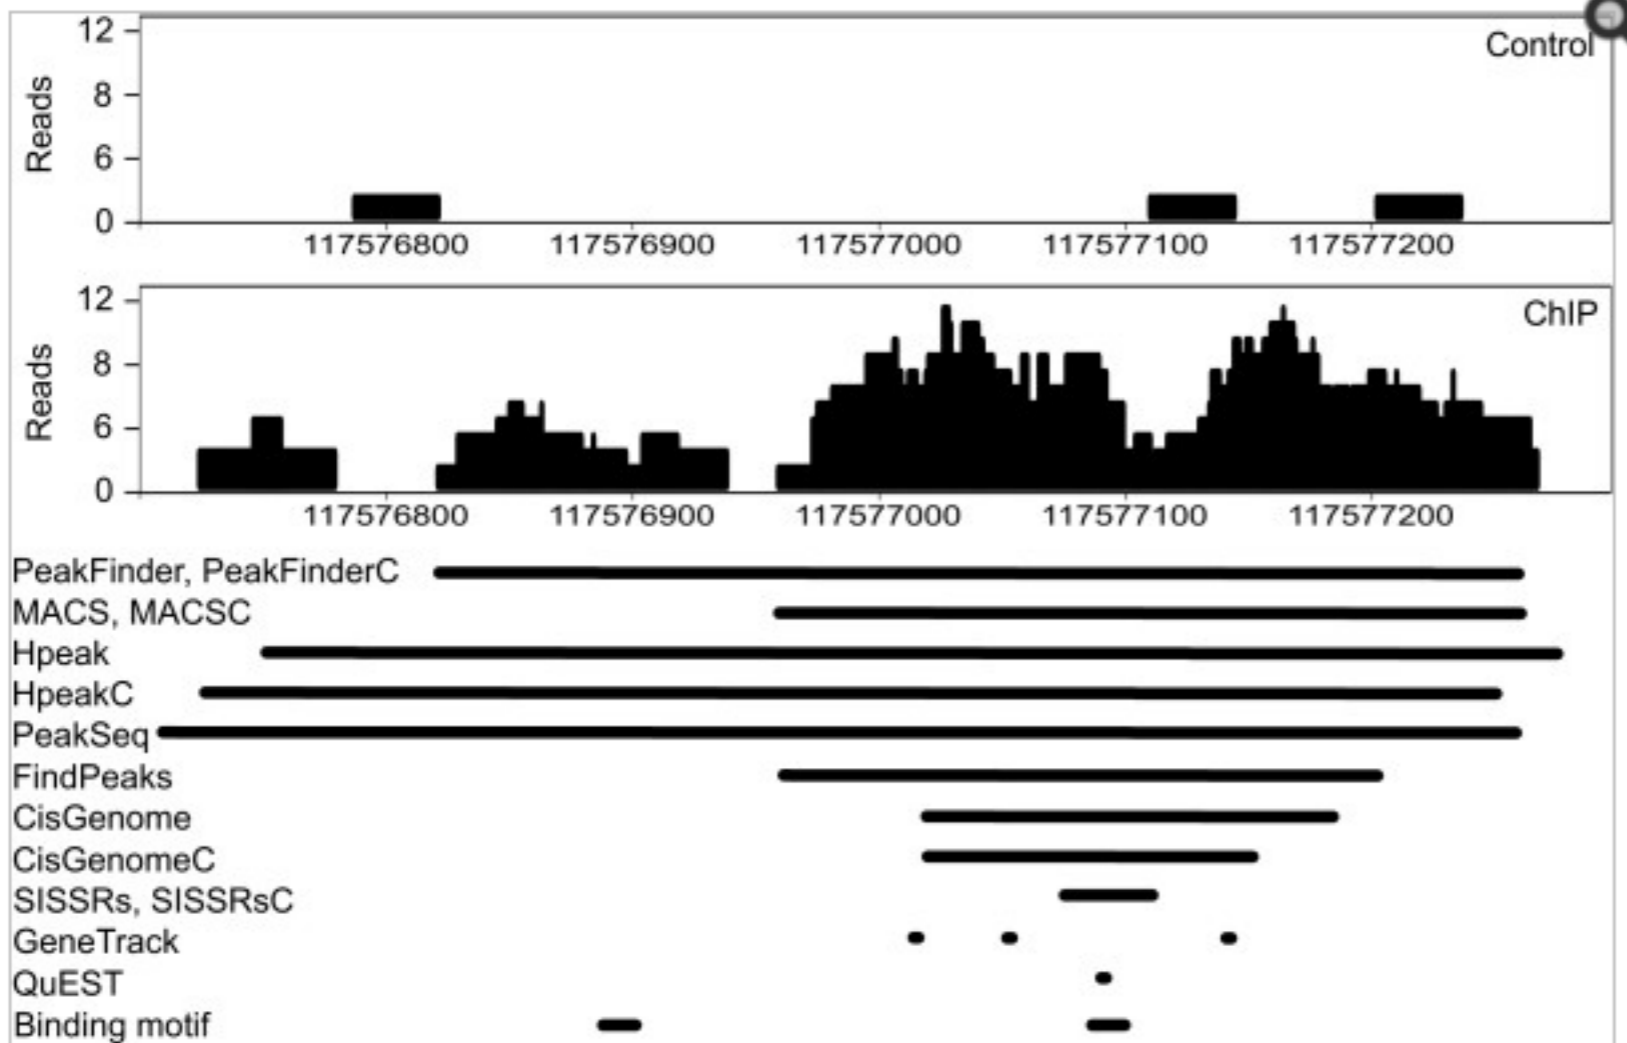 12
Control
8
Reads
6
0
117576800 117576900 117577000 117577100 117577200
12
ChIP
8
Reads
6
0
117576800 117576900 117577000 117577100 117577200
PeakFinder, PeakFinderC
MACS, MACSC
Hpeak
HpeakC
PeakSeq
FindPeaks
CisGenome
CisGenomeC
SISSRs, SISSRsC
GeneTrack
QuEST
Binding motif